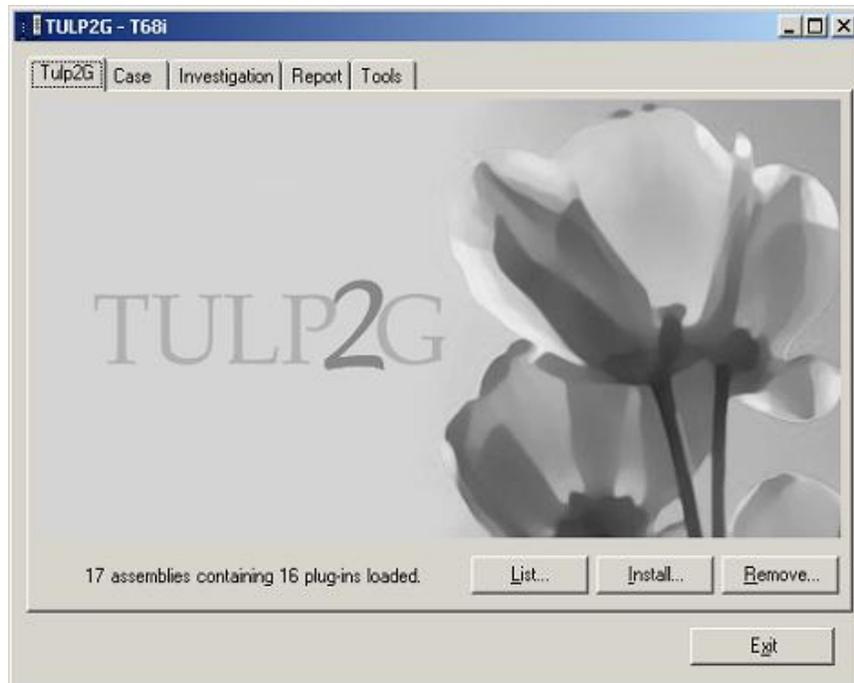 TULP2G - T68i
Tulp2G Case Investigation Report Tools
TULP2G
17 assemblies containing 16 plug-ins loaded. List... Install... Remove...
Exit